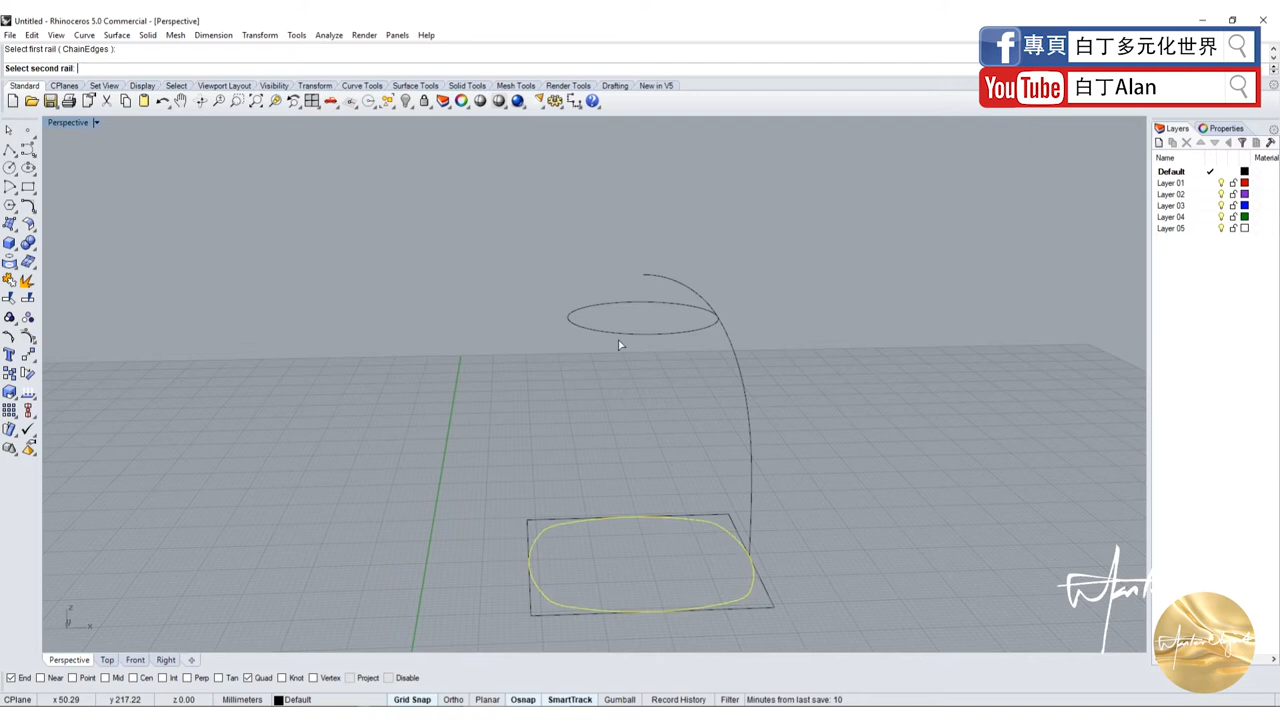 Untitled - Rhinoceros 5.0 Commercial - [Perspective]
File Edit View Curve Surface Solid Mesh Dimension Transform Tools Analyze Render Panels Help
Select first rail ( ChainEdges ):
Select second rail
Standard CPlanes Set View Display Select Viewport Layout Visibility Transform Curve Tools Surface Tools Solid Tools Mesh Tools Render Tools Drafting New in V5
f 專頁 白丁多元化世界
YouTube 白丁Alan
Perspective
Layers Properties
Name Material
Default
Layer 01
Layer 02
Layer 03
Layer 04
Layer 05
z
y x
Perspective Top Front Right
End Near Point Mid Cen Int Perp Tan Quad Knot Vertex Project Disable
CPlane x 50.29 y 217.22 z 0.00 Millimeters Default Grid Snap Ortho Planar Osnap SmartTrack Gumball Record History Filter Minutes from last save: 10